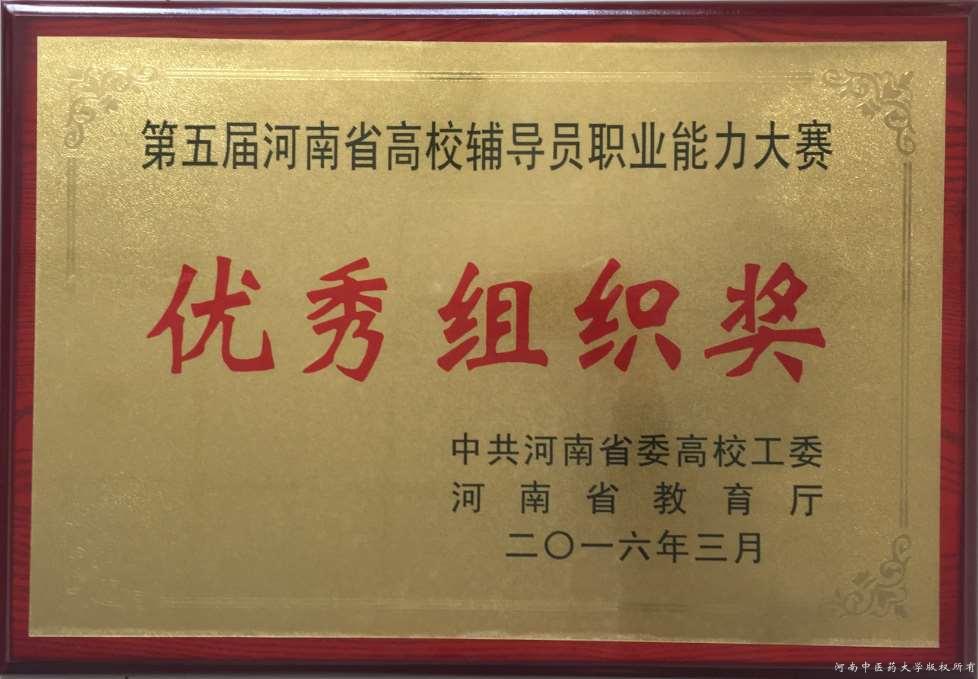 第五届河南省高校辅导员职业能力大赛
优秀组织奖
中共河南省委高校工委
河南省教育厅
二〇一六年三月
河南中医药大学版权所有